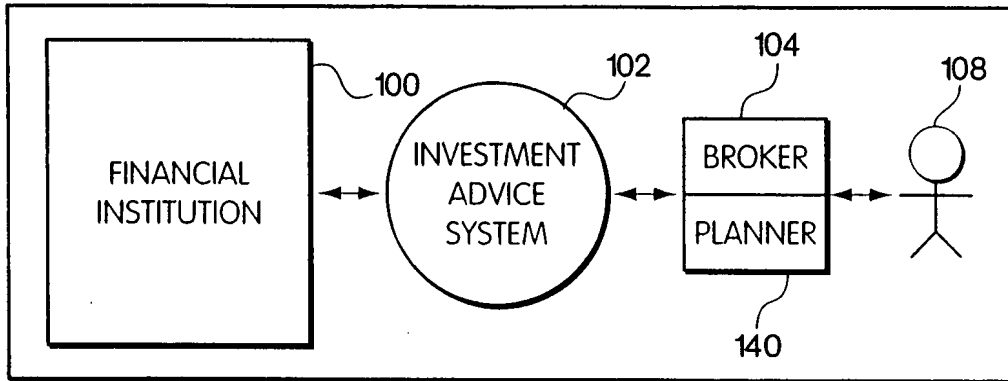 100
FINANCIAL
INSTITUTION
102
INVESTMENT
ADVICE
SYSTEM
104
BROKER
PLANNER
140
108